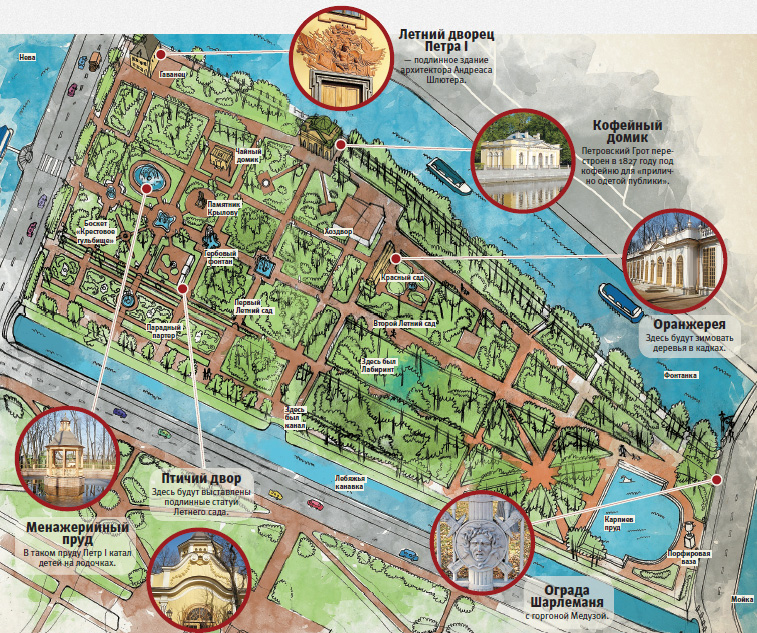 Летний дворец
Петра I
— подлинное здание
архитектора Андреаса
Шлютера.
Нева
Гаванец
Кофейный
домик
Петровский Грот пере-
строен в 1827 году под
кофейню для «прилич-
но одетой публики».
Чайный
домик
Памятник
Крылову
Боскет
«Крестовое
гульбище»
Хоздвор
Гербовый
фонтан
Красный сад
Оранжерея
Здесь будут зимовать
деревья в кадках.
Первый
Летний сад
Второй Летний сад
Парадный
партер
Здесь был
Лабиринт
Фонтанка
Здесь
был
канал
Птичий двор
Здесь будут выставлены
подлинные статуи
Летнего сада.
Лебяжья
канавка
Менажерийный
пруд
В таком пруду Петр I катал
детей на лодочках.
Карпиев
пруд
Порфировая
ваза
Ограда
Шарлеманя
с горгоной Медузой.
Мойка